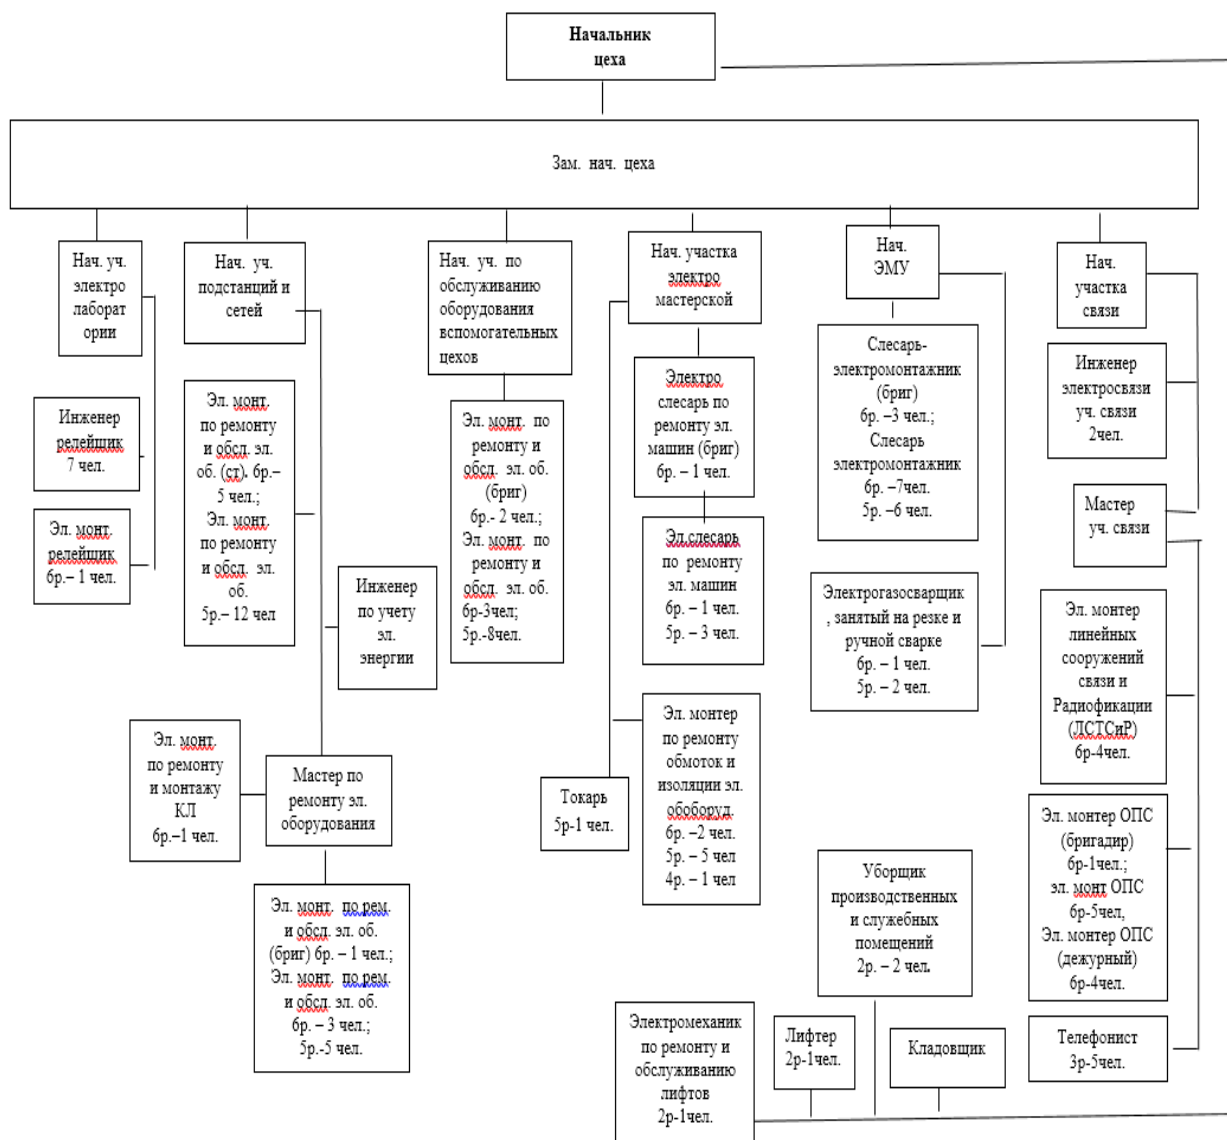 Начальник
цеха
Зам. нач. цеха
Нач. уч.
электро
лаборат
ории
Инженер
релейщик
7 чел.
Эл. монт.
релейщик
6р.– 1 чел.
Нач. уч.
подстанций и
сетей
Эл. монт.
по ремонту
и обсл. эл.
об. (ст). 6р.–
5 чел.;
Эл. монт.
по ремонту
и обсл. эл.
об.
5р.– 12 чел
Инженер
по учету
эл.
энергии
Эл. монт.
по ремонту
и монтажу
КЛ
6р.–1 чел.
Мастер по
ремонту эл.
оборудования
Эл. монт. по рем.
и обсл. эл. об.
(бриг) 6р. – 1 чел.;
Эл. монт. по рем.
и обсл. эл. об.
6р. – 3 чел.;
5р.-5 чел.
Нач. уч. по
обслуживанию
оборудования
вспомогательных
цехов
Эл. монт. по
ремонту и
обсл. эл. об.
(бриг)
6р.- 2 чел.;
Эл. монт. по
ремонту и
обсл. эл. об.
6р-3чел;
5р.-8чел.
Нач. участка
электро
мастерской
Электро
слесарь по
ремонту эл.
машин (бриг)
6р. – 1 чел.
Эл.слесарь
по ремонту
эл. машин
6р. – 1 чел.
5р. – 3 чел.
Токарь
5р-1 чел.
Эл. монтер
по ремонту
обмоток и
изоляции эл.
обоборуд.
6р. –2 чел.
5р. – 5 чел
4р. – 1 чел
Нач.
ЭМУ
Слесарь-
электромонтажник
(бриг)
6р. –3 чел.;
Слесарь
электромонтажник
6р. –7чел.
5р. –6 чел.
Электрогазосварщик
, занятый на резке и
ручной сварке
6р. – 1 чел.
5р. – 2 чел.
Нач.
участка
связи
Инженер
электросвязи
уч. связи
2чел.
Мастер
уч. связи
Эл. монтер
линейных
сооружений
связи и
Радиофикации
(ЛСТСиР)
6р-4чел.
Эл. монтер ОПС
(бригадир)
6р-1чел.;
эл. монт ОПС
6р-5чел,
Эл. монтер ОПС
(дежурный)
6р-4чел.
Телефонист
3р-5чел.
Уборщик
производственных
и служебных
помещений
2р. – 2 чел.
Электромеханик
по ремонту и
обслуживанию
лифтов
2р-1чел.
Лифтер
2р-1чел.
Кладовщик